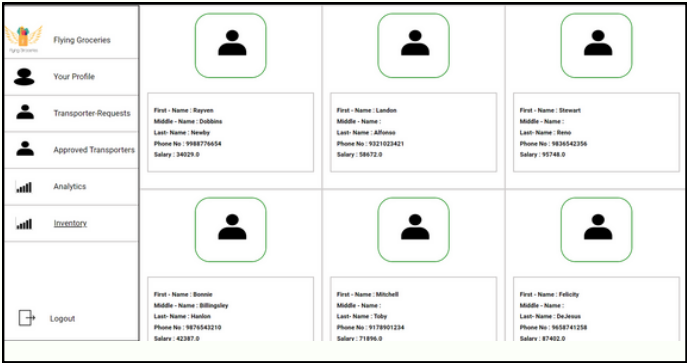 Flying Groceries
Flying Groceries
Your Profile
Transporter-Requests
Approved Transporters
Analytics
Inventory
Logout
First - Name : Rayven
Middle - Name : Dobbins
Last- Name : Newby
Phone No : 9988776654
Salary : 34029.0
First - Name : Landon
Middle - Name :
Last- Name : Alfonso
Phone No : 9321023421
Salary : 58672.0
First - Name : Stewart
Middle - Name :
Last- Name : Reno
Phone No : 9836542356
Salary : 95748.0
First - Name : Bonnie
Middle - Name : Billingsley
Last- Name : Hanlon
Phone No : 9876543210
Salary : 42387.0
First - Name : Mitchell
Middle - Name :
Last- Name : Toby
Phone No : 9178901234
Salary : 71896.0
First - Name : Felicity
Middle - Name :
Last- Name : DeJesus
Phone No : 9658741258
Salary : 87402.0